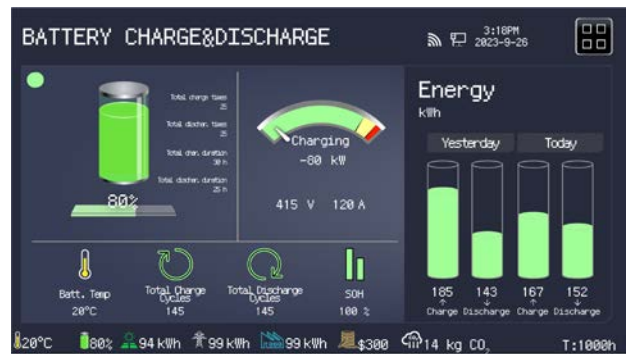 BATTERY CHARGE&DISCHARGE
3:18PM
2023-9-26
Total charge times
25
Total dischar. times
25
Total char. duration
30 h
Total dischar. duration
25 h
80%
Charging
-80 kW
415 V 120 A
Energy
kWh
Yesterday Today
185 143 167 152
Charge Discharge Charge Discharge
Batt. Temp
20°C
Total Charge
Cycles
145
Total Discharge
Cycles
145
SOH
100 %
20°C 80% 94 kWh 99 kWh 99 kWh $300 14 kg CO₂ T:1000h